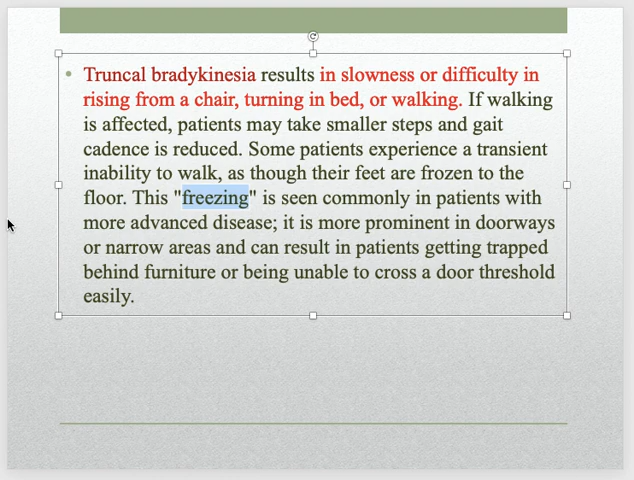 • Truncal bradykinesia results in slowness or difficulty in
rising from a chair, turning in bed, or walking. If walking
is affected, patients may take smaller steps and gait
cadence is reduced. Some patients experience a transient
inability to walk, as though their feet are frozen to the
floor. This "freezing" is seen commonly in patients with
more advanced disease; it is more prominent in doorways
or narrow areas and can result in patients getting trapped
behind furniture or being unable to cross a door threshold
easily.